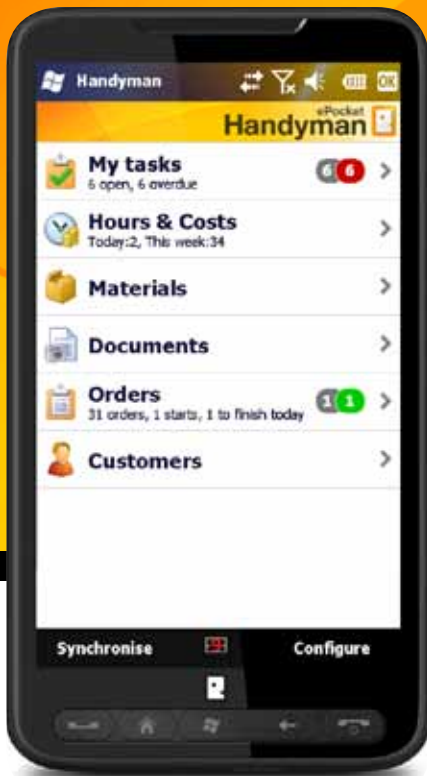 Handyman
OK
ePocket
Handyman
My tasks
6 open, 6 overdue
6 6
Hours & Costs
Today:2, This week:34
Materials
Documents
Orders
31 orders, 1 starts, 1 to finish today
1 1
Customers
Synchronise
Configure